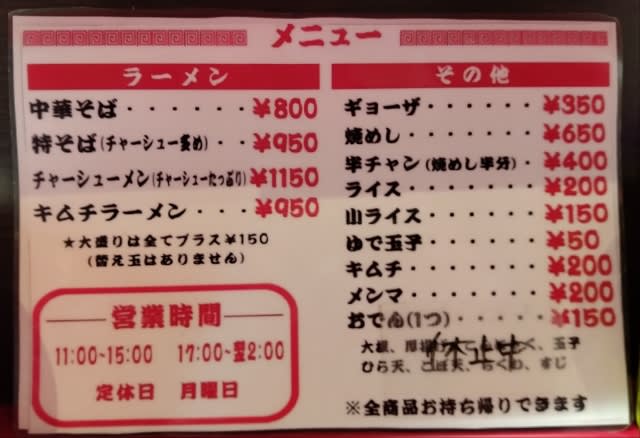 メニュー
ラーメン
中華そば・・・・・・¥800
特そば(チャーシュー多め)・・¥950
チャーシューメン(チャーシューたっぷり)¥1150
キムチラーメン・・・¥950
★大盛りは全てプラス¥150
(替え玉はありません)
営業時間
11:00~15:00 17:00~翌2:00
定休日 月曜日
その他
ギョーザ・・・・・・¥350
焼めし・・・・・・・¥650
半チャン(焼めし半分)・¥400
ライス・・・・・・・¥200
山ライス・・・・・・¥150
ゆで玉子・・・・・・¥50
キムチ・・・・・・・¥200
メンマ・・・・・・・¥200
おでん(1つ)・・・・・¥150
休止中
大根、玉子
ひら天、ごぼ天、ちくわ、すじ
※全商品お持ち帰りできます